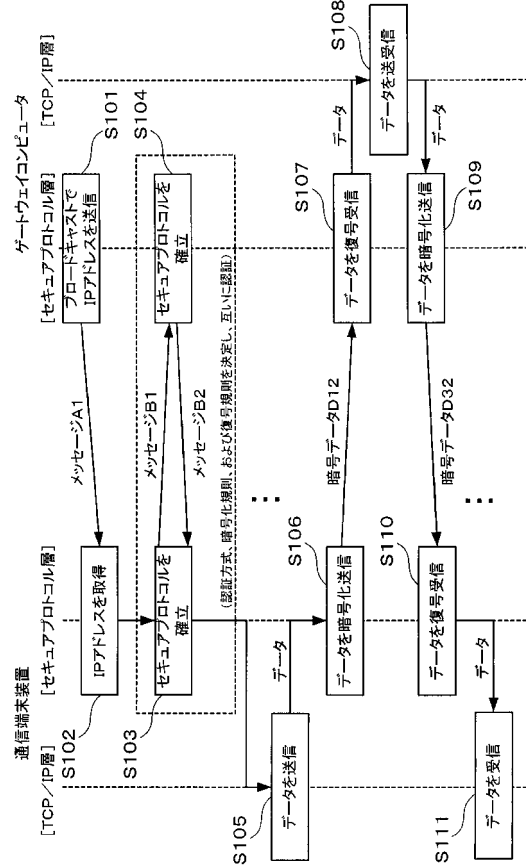 通信端末装置
ゲートウェイコンピュータ
[TCP/IP層]
[セキュアプロトコル層]
[セキュアプロトコル層]
[TCP/IP層]
S101
ブロードキャストで
IPアドレスを送信
メッセージA1
S102
IPアドレスを取得
S103
セキュアプロトコルを
確立
メッセージB1
メッセージB2
S104
セキュアプロトコルを
確立
(認証方式、暗号化規則、および復号規則を決定し、互いに認証)
S105
データを送信
データ
S106
データを暗号化送信
暗号データD12
S107
データを復号受信
データ
S108
データを送受信
データ
S109
データを暗号化送信
暗号データD32
S110
データを復号受信
データ
S111
データを受信